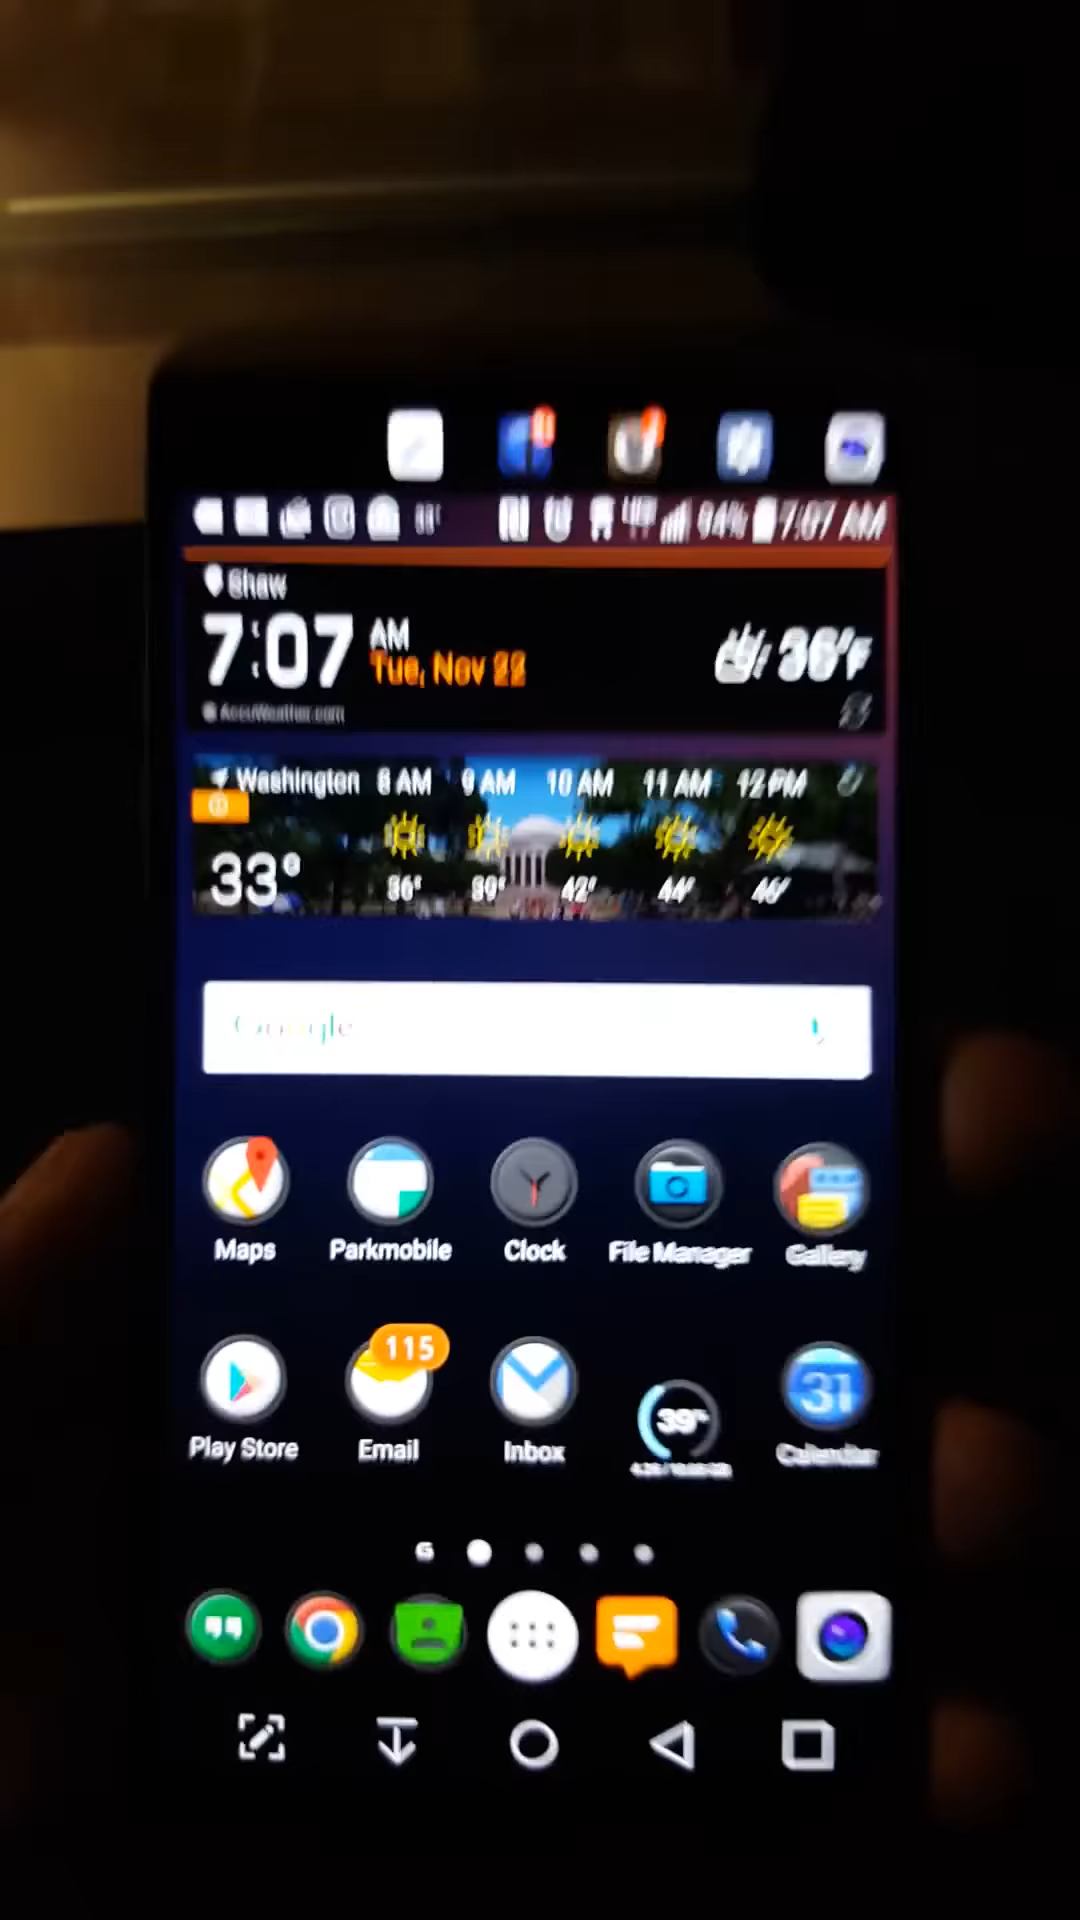 94% 7:07 AM
Shaw
7:07 AM
Tue, Nov 22
36°F
AccuWeather.com
Washington 8 AM 9 AM 10 AM 11 AM 12 PM
33° 36° 39° 42° 44° 46°
Google
Maps Parkmobile Clock File Manager Gallery
115
39%
31
Play Store Email Inbox Calendar
G